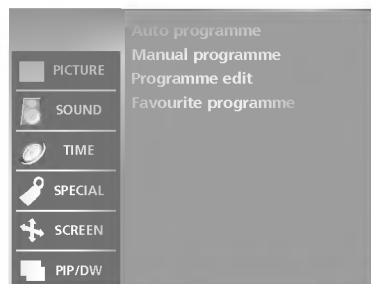 Auto programme
Manual programme
Programme edit
Favourite programme
PICTURE
SOUND
TIME
SPECIAL
SCREEN
PIP/DW